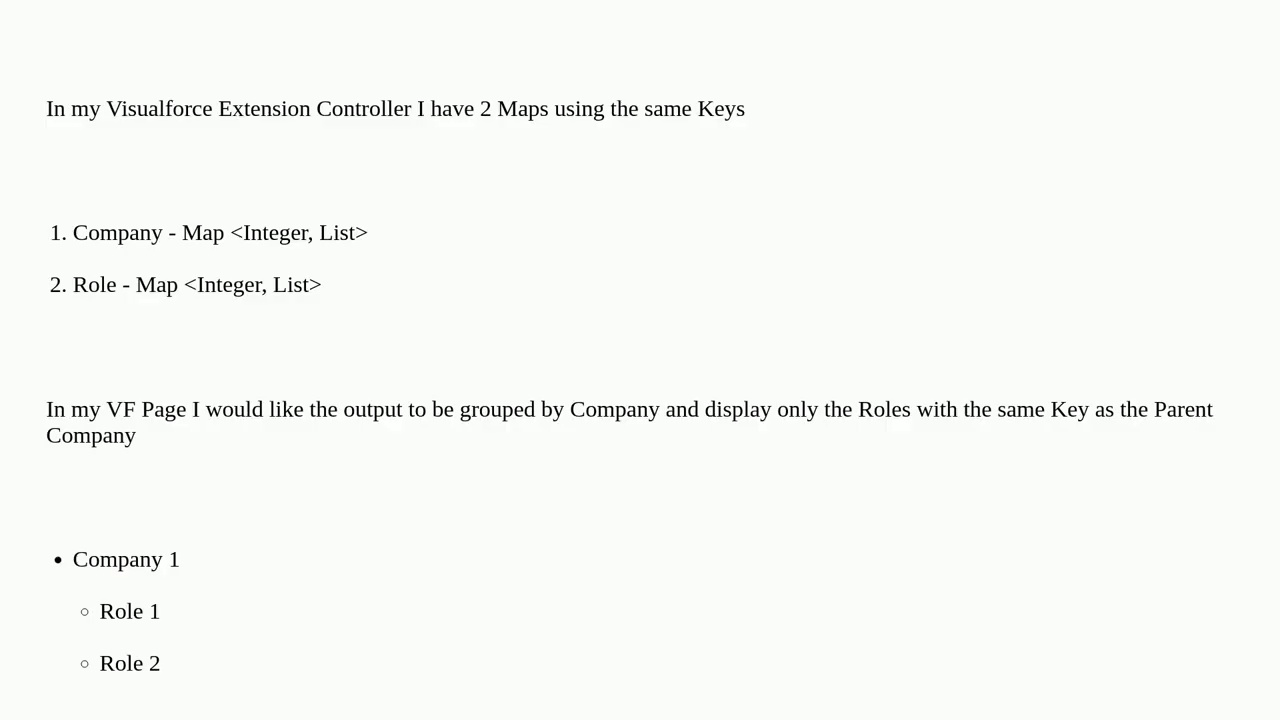 In my Visualforce Extension Controller I have 2 Maps using the same Keys
1. Company - Map <Integer, List>
2. Role - Map <Integer, List>
In my VF Page I would like the output to be grouped by Company and display only the Roles with the same Key as the Parent
Company
• Company 1
◦ Role 1
◦ Role 2